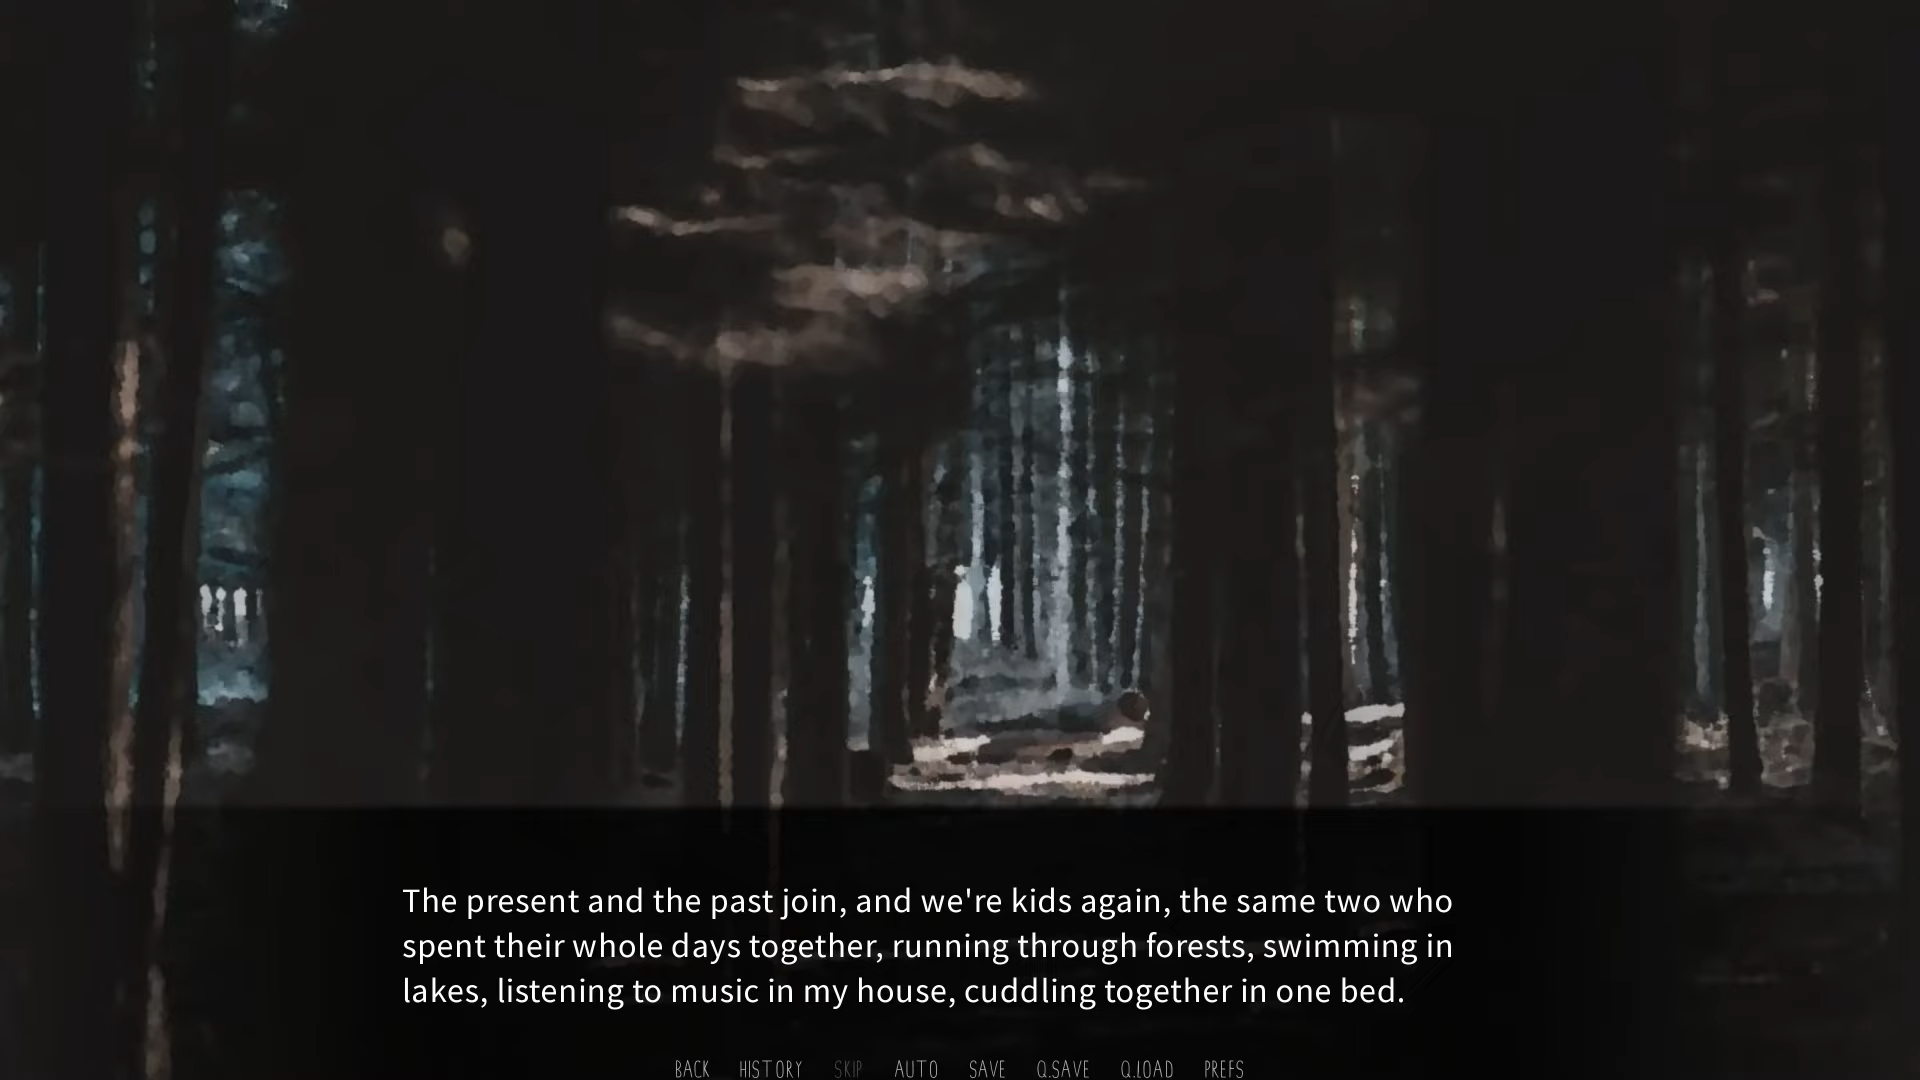 The present and the past join, and we're kids again, the same two who
spent their whole days together, running through forests, swimming in
lakes, listening to music in my house, cuddling together in one bed.
BACK HISTORY SKIP AUTO SAVE Q.SAVE Q.LOAD PREFS